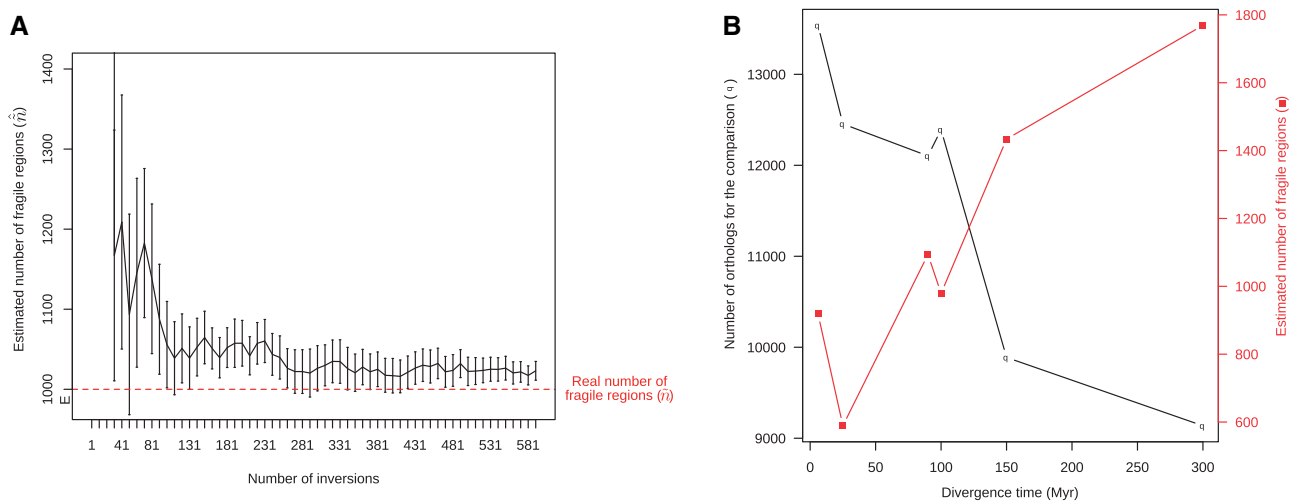 A
Estimated number of fragile regions (n̂̃)
1400
1300
1200
1100
1000
E
1 41 81 131 181 231 281 331 381 431 481 531 581
Number of inversions
Real number of
fragile regions (ñ)
B
Number of orthologs for the comparison ( q )
13000
12000
11000
10000
9000
q
q
q
q
q
q
0 50 100 150 200 250 300
Divergence time (Myr)
1800
1600
1400
1200
1000
800
600
Estimated number of fragile regions ( )